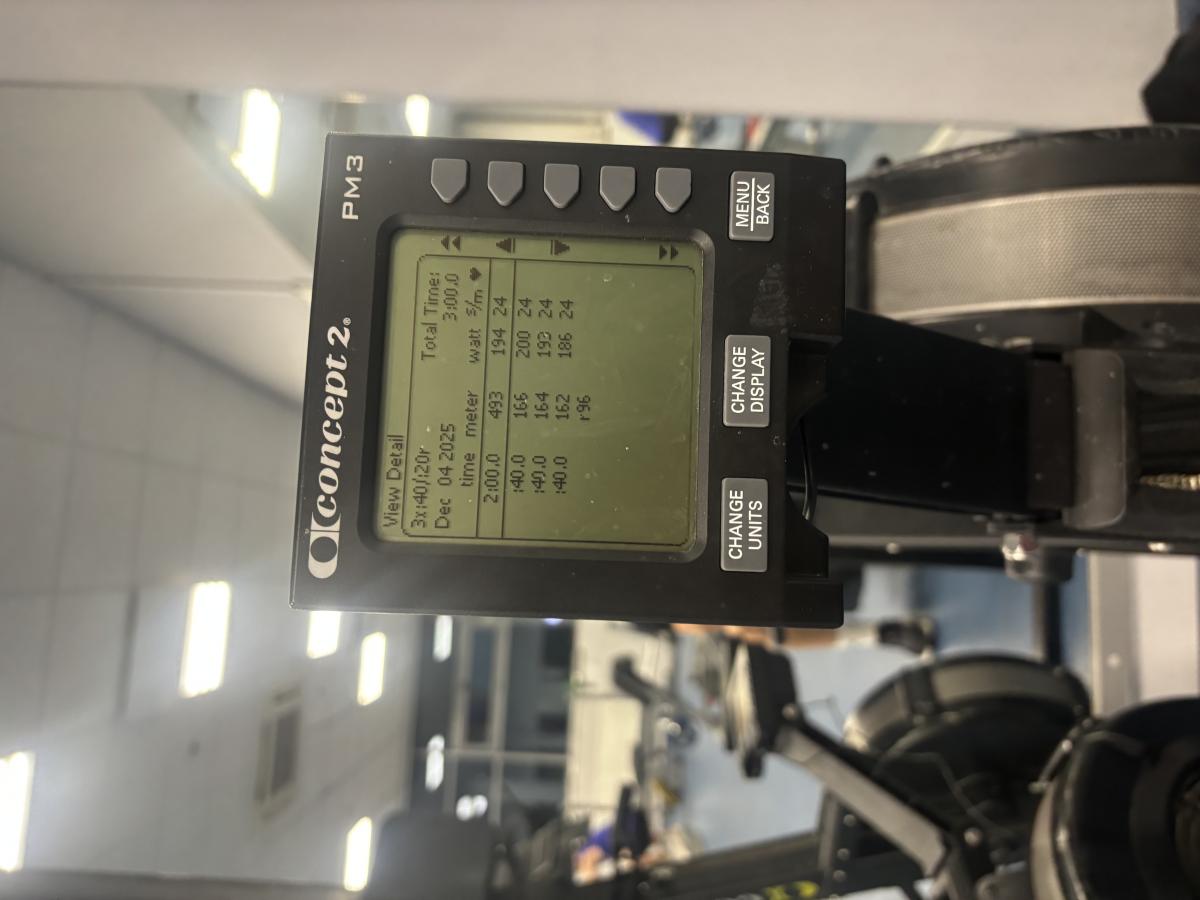 concept 2.
PM3
View Detail
3x:40/:20r
Total Time:
Dec 04 2025
3:00.0
time meter watt s/m ♥
2:00.0 493 194 24
:40.0 166 200 24
:40.0 164 193 24
:40.0 162 186 24
r96
CHANGE UNITS
CHANGE DISPLAY
MENU BACK